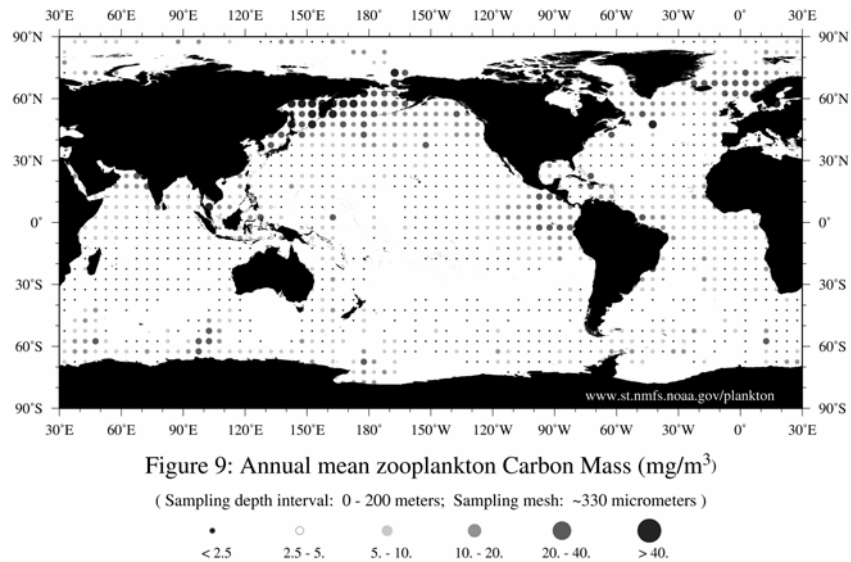 30˚E 60˚E 90˚E 120˚E 150˚E 180˚ 150˚W 120˚W 90˚W 60˚W 30˚W 0˚ 30˚E
90˚N 90˚N
60˚N 60˚N
30˚N 30˚N
0˚ 0˚
30˚S 30˚S
60˚S 60˚S
www.st.nmfs.noaa.gov/plankton
90˚S 90˚S
30˚E 60˚E 90˚E 120˚E 150˚E 180˚ 150˚W 120˚W 90˚W 60˚W 30˚W 0˚ 30˚E
Figure 9: Annual mean zooplankton Carbon Mass (mg/m³)
( Sampling depth interval: 0 - 200 meters; Sampling mesh: ~330 micrometers )
< 2.5 2.5 - 5. 5. - 10. 10. - 20. 20. - 40. > 40.